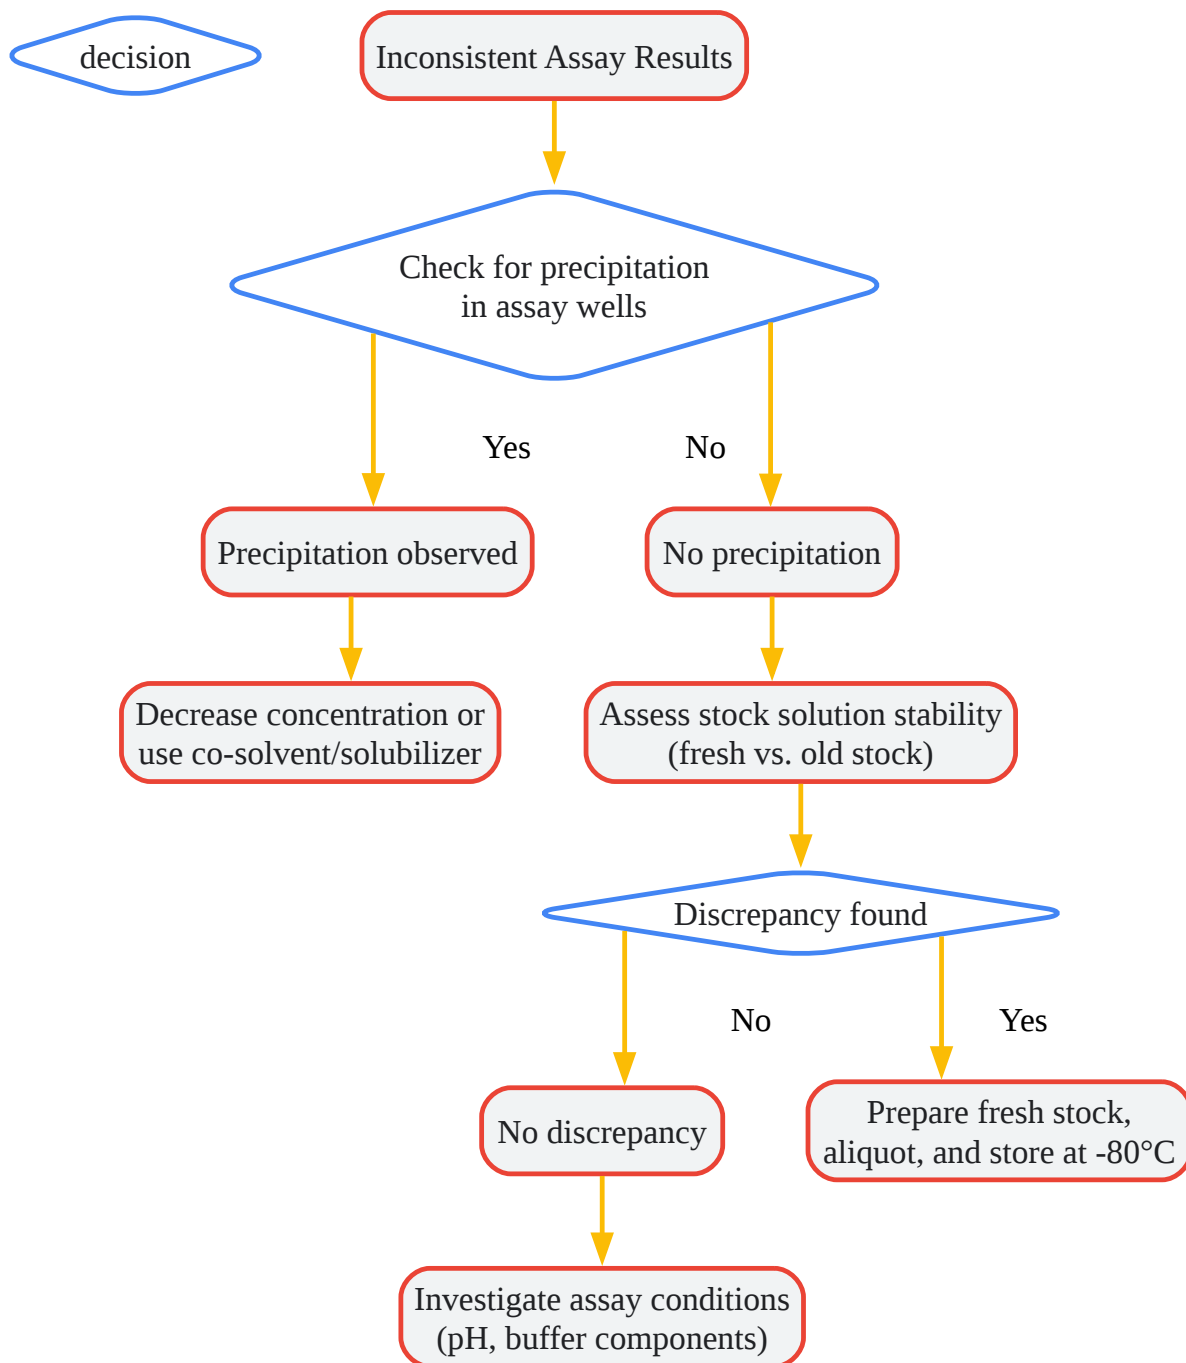 decision
Inconsistent Assay Results
Check for precipitation
in assay wells
Yes
No
Precipitation observed
No precipitation
Decrease concentration or
use co-solvent/solubilizer
Assess stock solution stability
(fresh vs. old stock)
Discrepancy found
No
Yes
No discrepancy
Prepare fresh stock,
aliquot, and store at -80°C
Investigate assay conditions
(pH, buffer components)